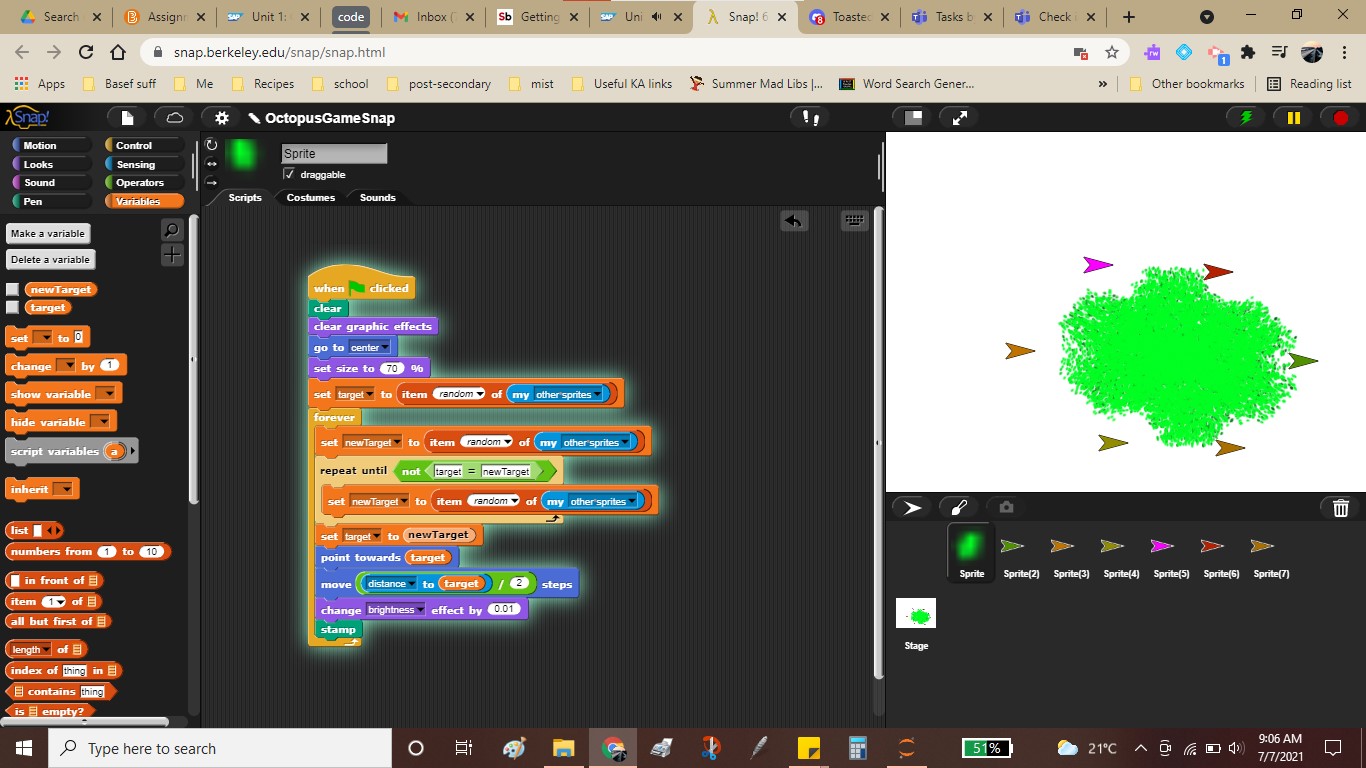 Search
Assignn
Unit 1:
code
Inbox (
Getting
Uni
Snap! 6
Toasted
Tasks b
Check i
snap.berkeley.edu/snap/snap.html
1
Apps
Basef suff
Me
Recipes
school
post-secondary
mist
Useful KA links
Summer Mad Libs |...
Word Search Gener...
»
Other bookmarks
Reading list
Snap!
OctopusGameSnap
Motion
Control
Looks
Sensing
Sound
Operators
Pen
Variables
Sprite
draggable
Scripts
Costumes
Sounds
Make a variable
Delete a variable
newTarget
target
set to 0
change by 1
show variable
hide variable
script variables a
inherit
list
numbers from 1 to 10
in front of
item 1 of
all but first of
length of
index of thing in
contains thing
is empty?
when clicked
clear
clear graphic effects
go to center
set size to 70 %
set target to item random of my other sprites
forever
set newTarget to item random of my other sprites
repeat until not target = newTarget
set newTarget to item random of my other sprites
set target to newTarget
point towards target
move distance to target / 2 steps
change brightness effect by 0.01
stamp
Sprite
Sprite(2)
Sprite(3)
Sprite(4)
Sprite(5)
Sprite(6)
Sprite(7)
Stage
Type here to search
51%
21°C
9:06 AM
7/7/2021